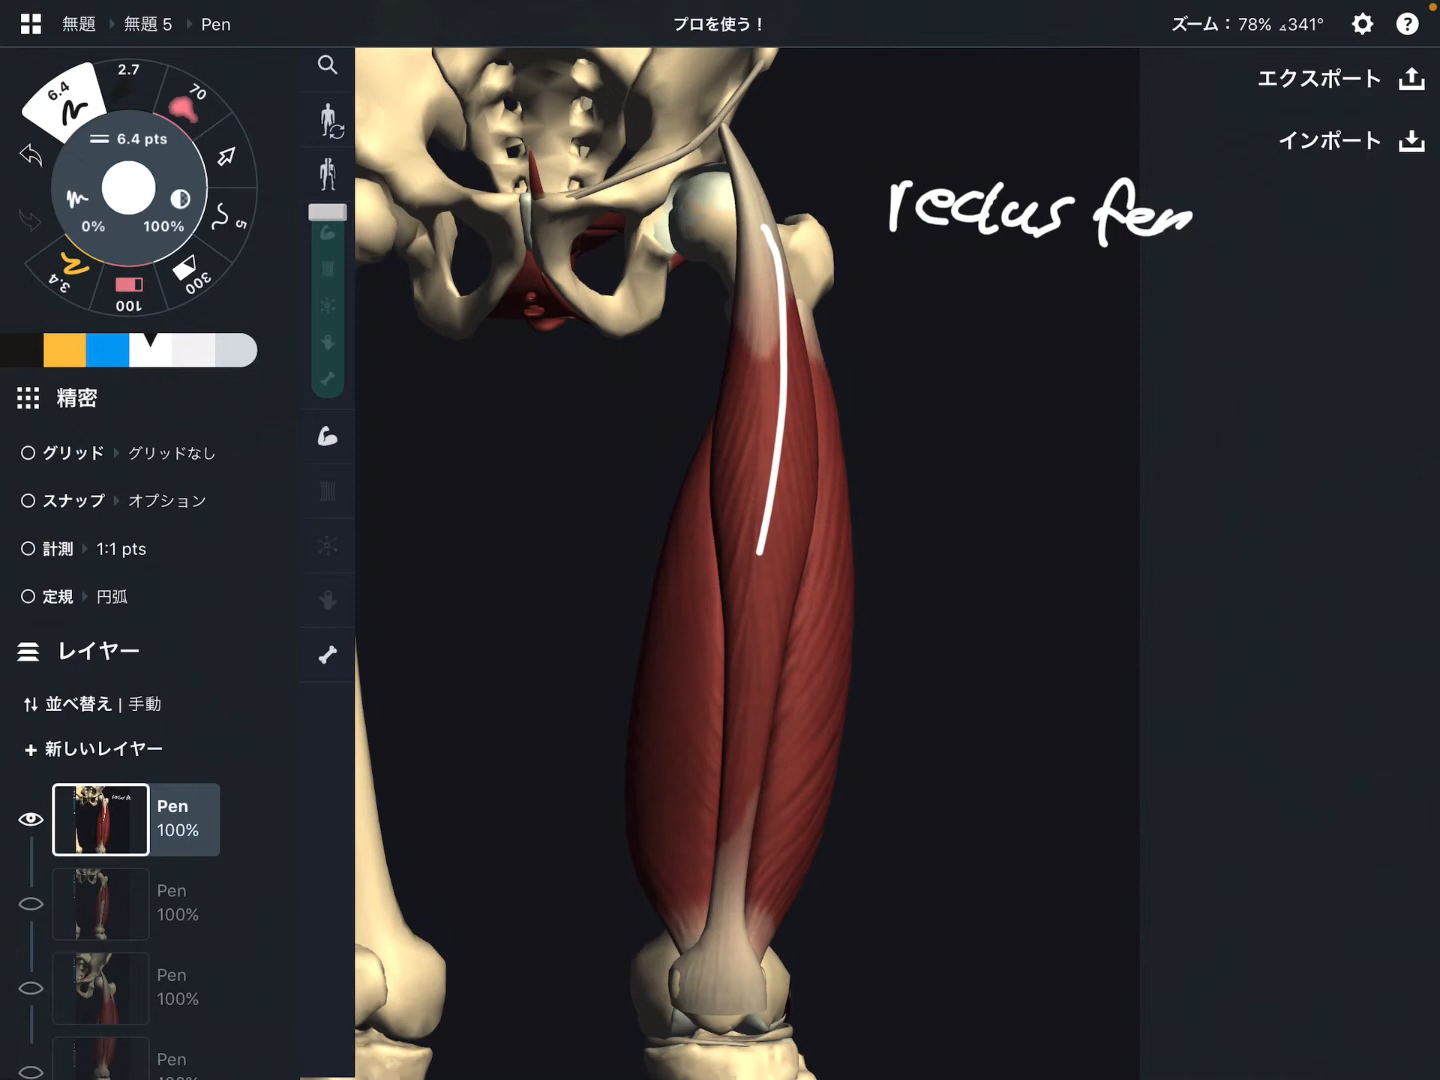 無題 無題 5 Pen
プロを使う！
ズーム：78% ⦟341°
エクスポート
インポート
6.4
2.7
70
5
300
100
3.4
6.4 pts
0% 100%
精密
グリッド グリッドなし
スナップ オプション
計測 1:1 pts
定規 円弧
レイヤー
並べ替え | 手動
+ 新しいレイヤー
Pen
100%
Pen
100%
Pen
100%
Pen
rectus fem